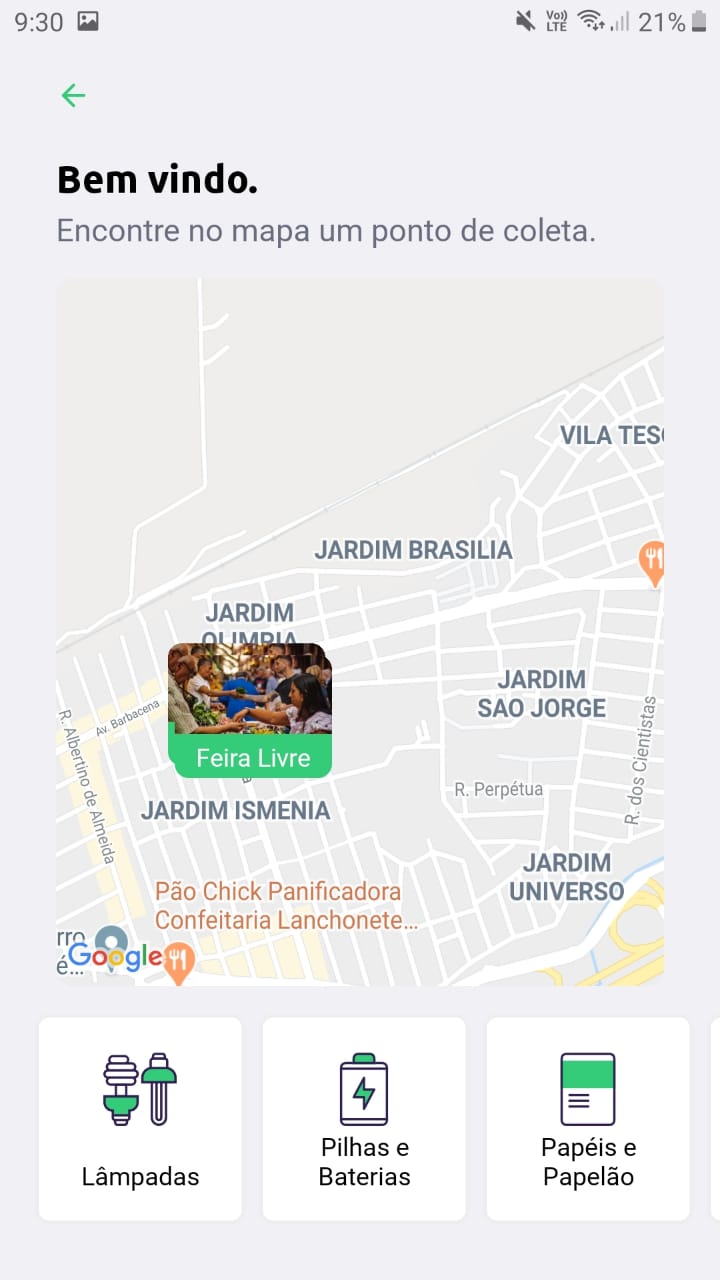 9:30
Vo))
LTE
21%
Bem vindo.
Encontre no mapa um ponto de coleta.
VILA TESO
JARDIM BRASILIA
JARDIM
OLIMPIA
JARDIM
SAO JORGE
Av. Barbacena
R. Albertino de Almeida
Feira Livre
R. dos Cientistas
R. Perpétua
JARDIM ISMENIA
JARDIM
UNIVERSO
Pão Chick Panificadora
Confeitaria Lanchonete...
rro
é...
Google
Lâmpadas
Pilhas e
Baterias
Papéis e
Papelão